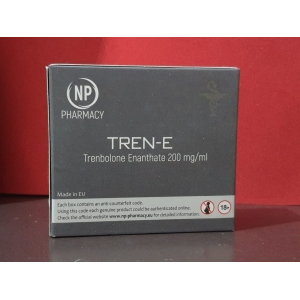 NP
PHARMACY
TREN-E
Trenbolone Enanthate 200 mg/ml
Made in EU
Each box contains an anti-counterfeit code.
Using this code each genuine product could be authenticated online.
Check the official website www.np-pharmacy.eu for detailed information.
18+